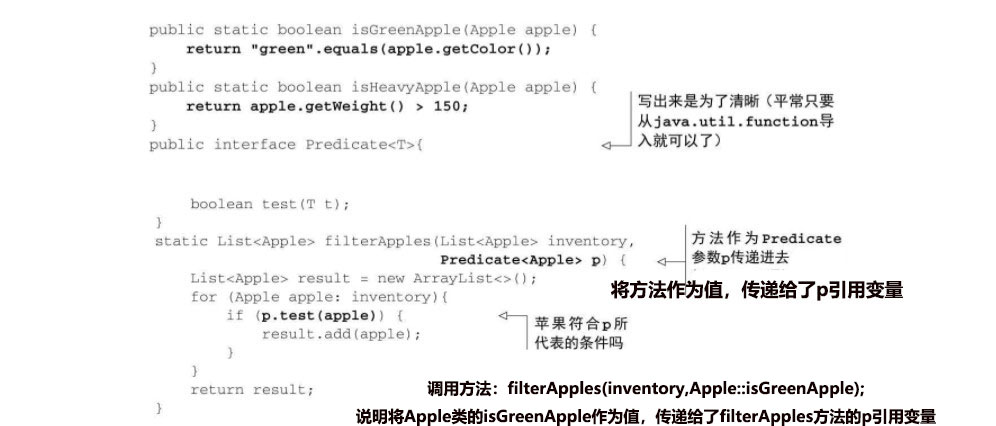 public static boolean isGreenApple(Apple apple) {
return "green".equals(apple.getColor());
}
public static boolean isHeavyApple(Apple apple) {
return apple.getWeight() > 150;
}
public interface Predicate<T>{
写出来是为了清晰（平常只要
从java.util.function导
入就可以了）
boolean test(T t);
}
static List<Apple> filterApples(List<Apple> inventory,
Predicate<Apple> p) {
方法作为Predicate
参数p传递进去
将方法作为值，传递给了p引用变量
List<Apple> result = new ArrayList<>();
for (Apple apple: inventory){
if (p.test(apple)) {
苹果符合p所
代表的条件吗
result.add(apple);
}
}
return result;
}
调用方法：filterApples(inventory,Apple::isGreenApple);
说明将Apple类的isGreenApple作为值，传递给了filterApples方法的p引用变量